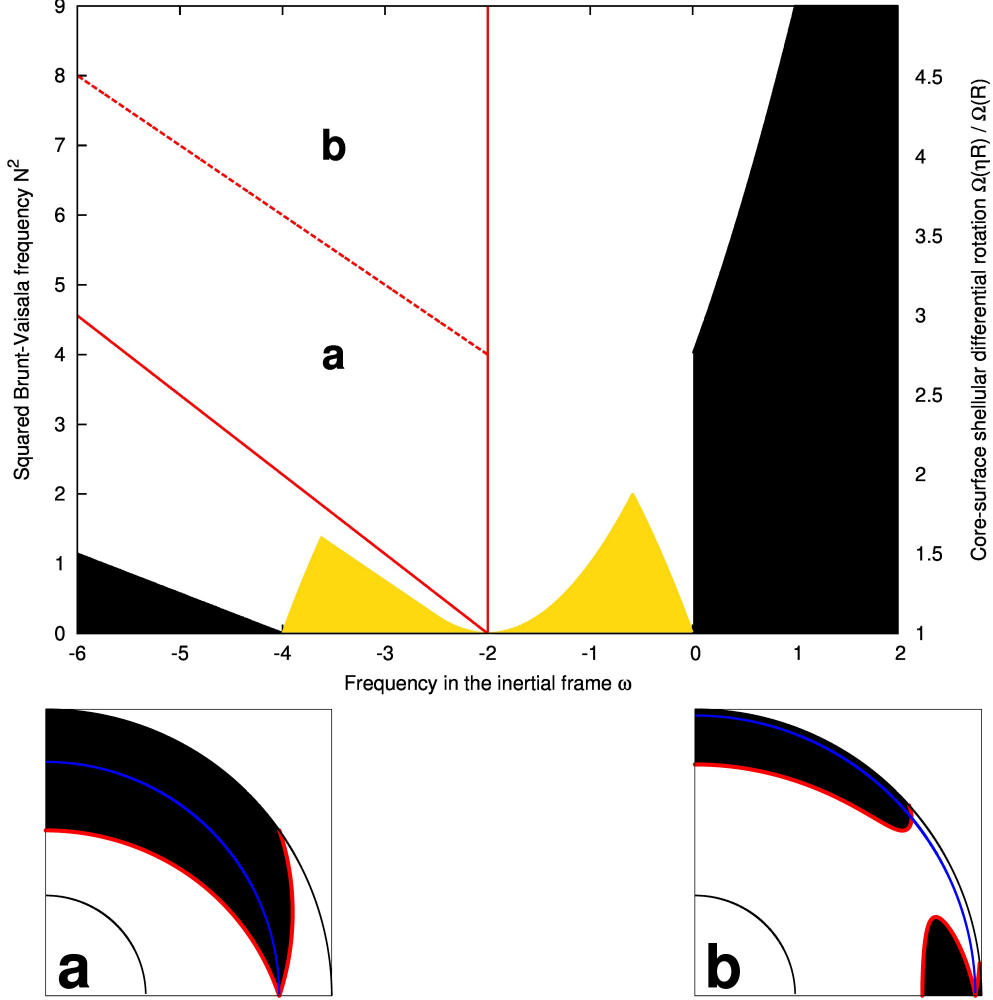 Squared Brunt-Vaisala frequency N2
9
8
7
6
5
4
3
2
1
0
b
a
4.5
4
3.5
3
2.5
2
1.5
1
Core-surface shellular differential rotation Ω(ηR) / Ω(R)
-6 -5 -4 -3 -2 -1 0 1 2
Frequency in the inertial frame ω
a
b